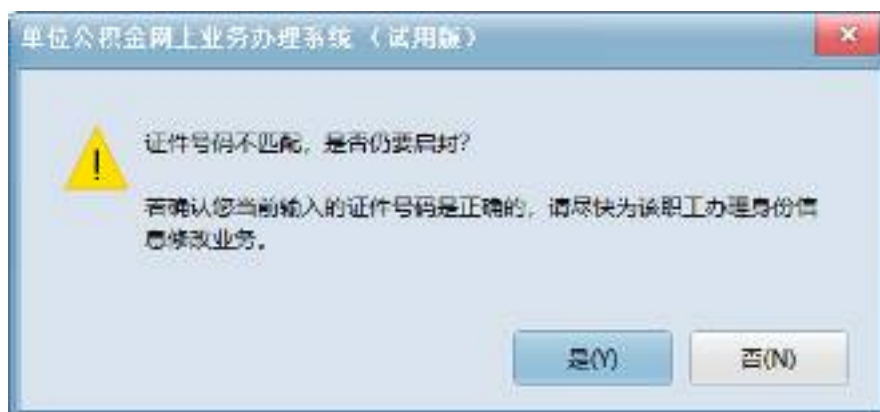 单位公积金网上业务办理系统（试用版）
证件号码不匹配，是否仍要启封？
若确认您当前输入的证件号码是正确的，请尽快为该职工办理身份信
息修改业务。
是(Y)
否(N)